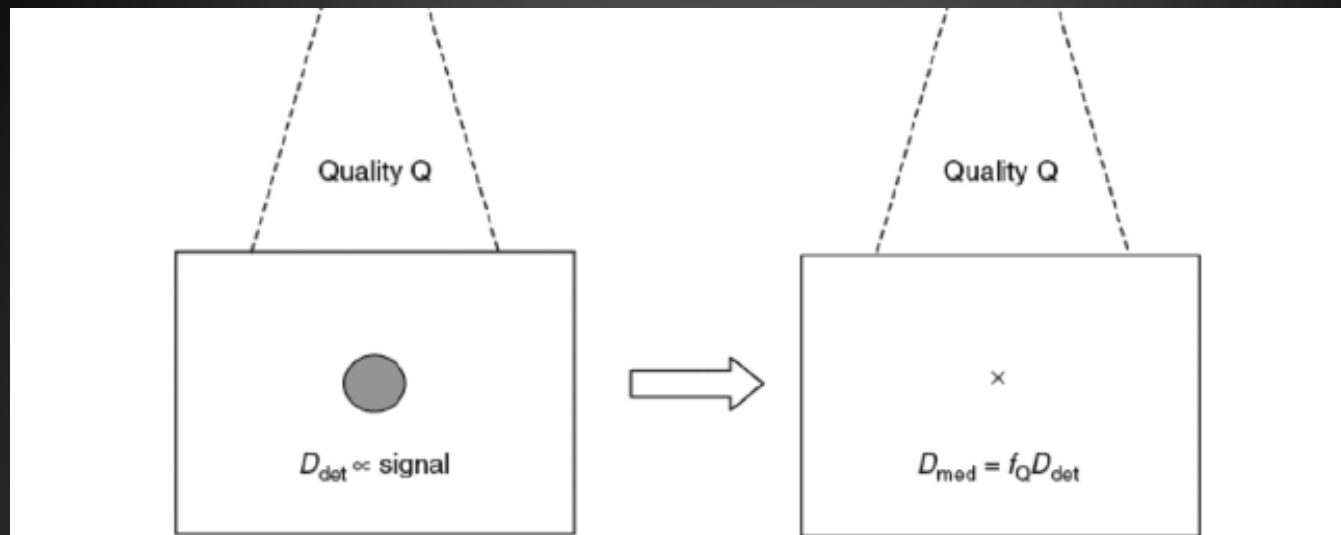 Quality Q
Quality Q
×
D_det ∝ signal
D_med = f_Q D_det